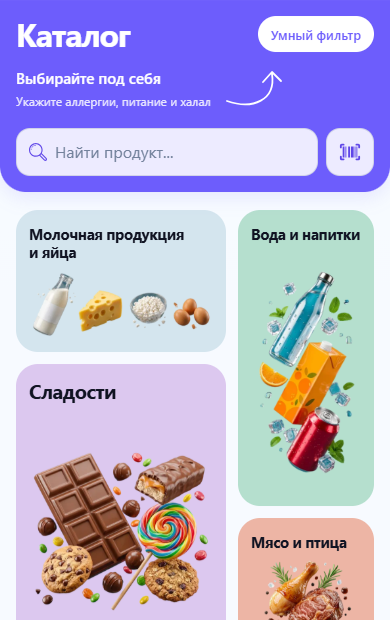 Каталог
Умный фильтр
Выбирайте под себя
Укажите аллергии, питание и халал
Найти продукт...
Молочная продукция
и яйца
Вода и напитки
Сладости
Мясо и птица